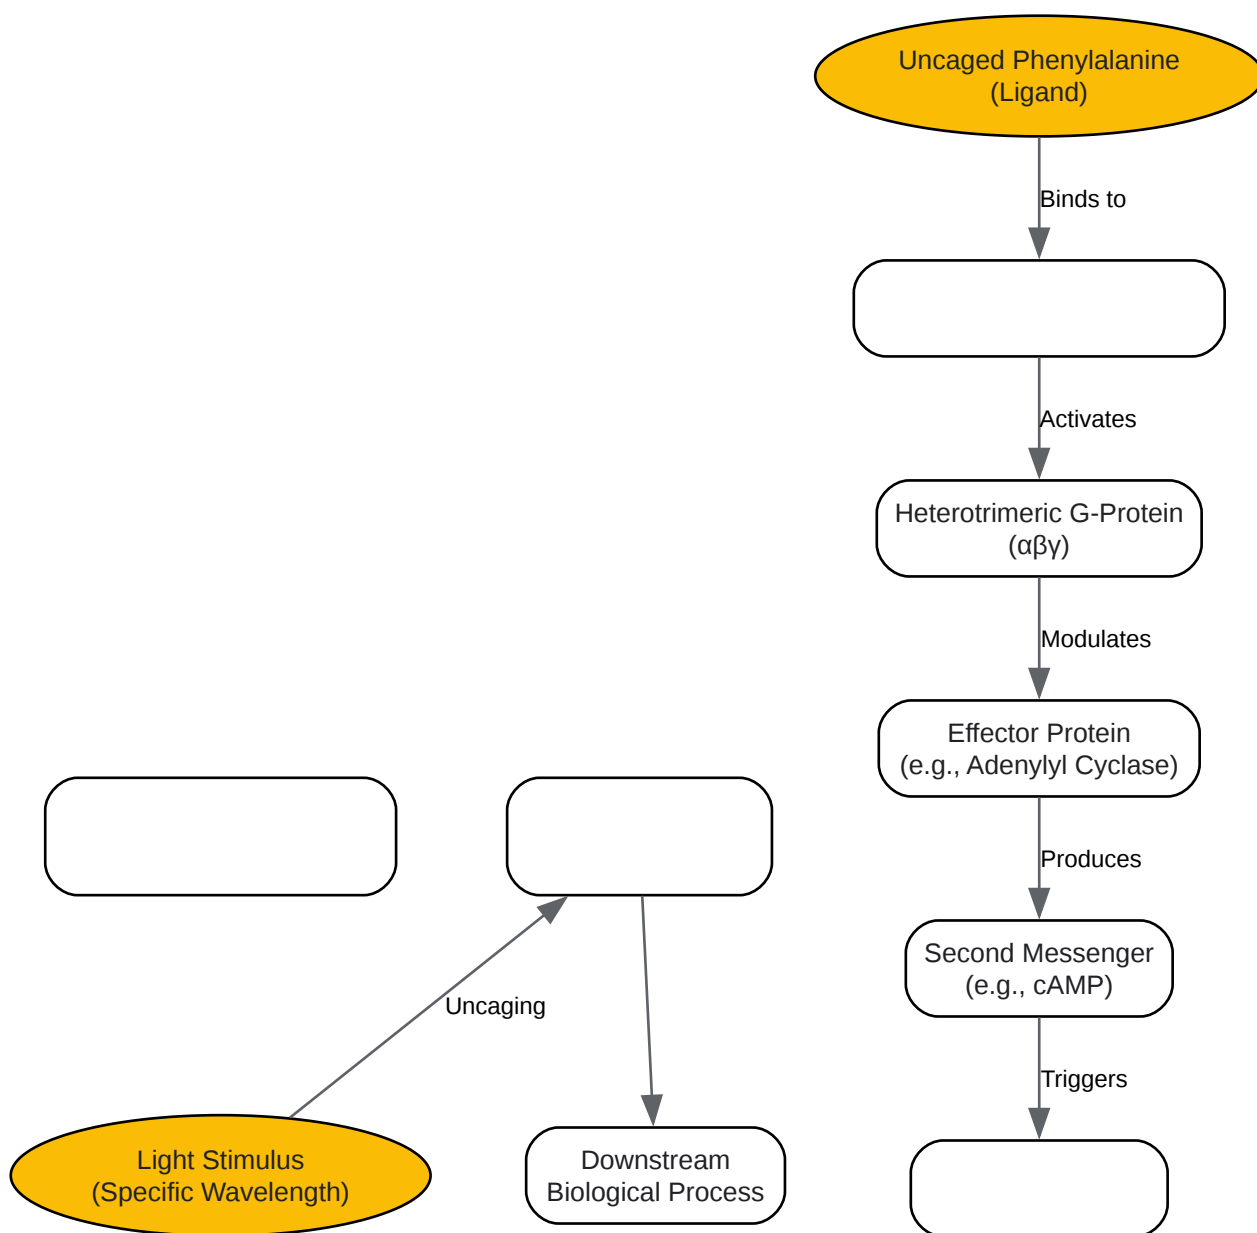 Uncaged Phenylalanine
(Ligand)
Binds to
Activates
Heterotrimeric G-Protein
(αβγ)
Modulates
Effector Protein
(e.g., Adenylyl Cyclase)
Produces
Second Messenger
(e.g., cAMP)
Triggers
Uncaging
Light Stimulus
(Specific Wavelength)
Downstream
Biological Process